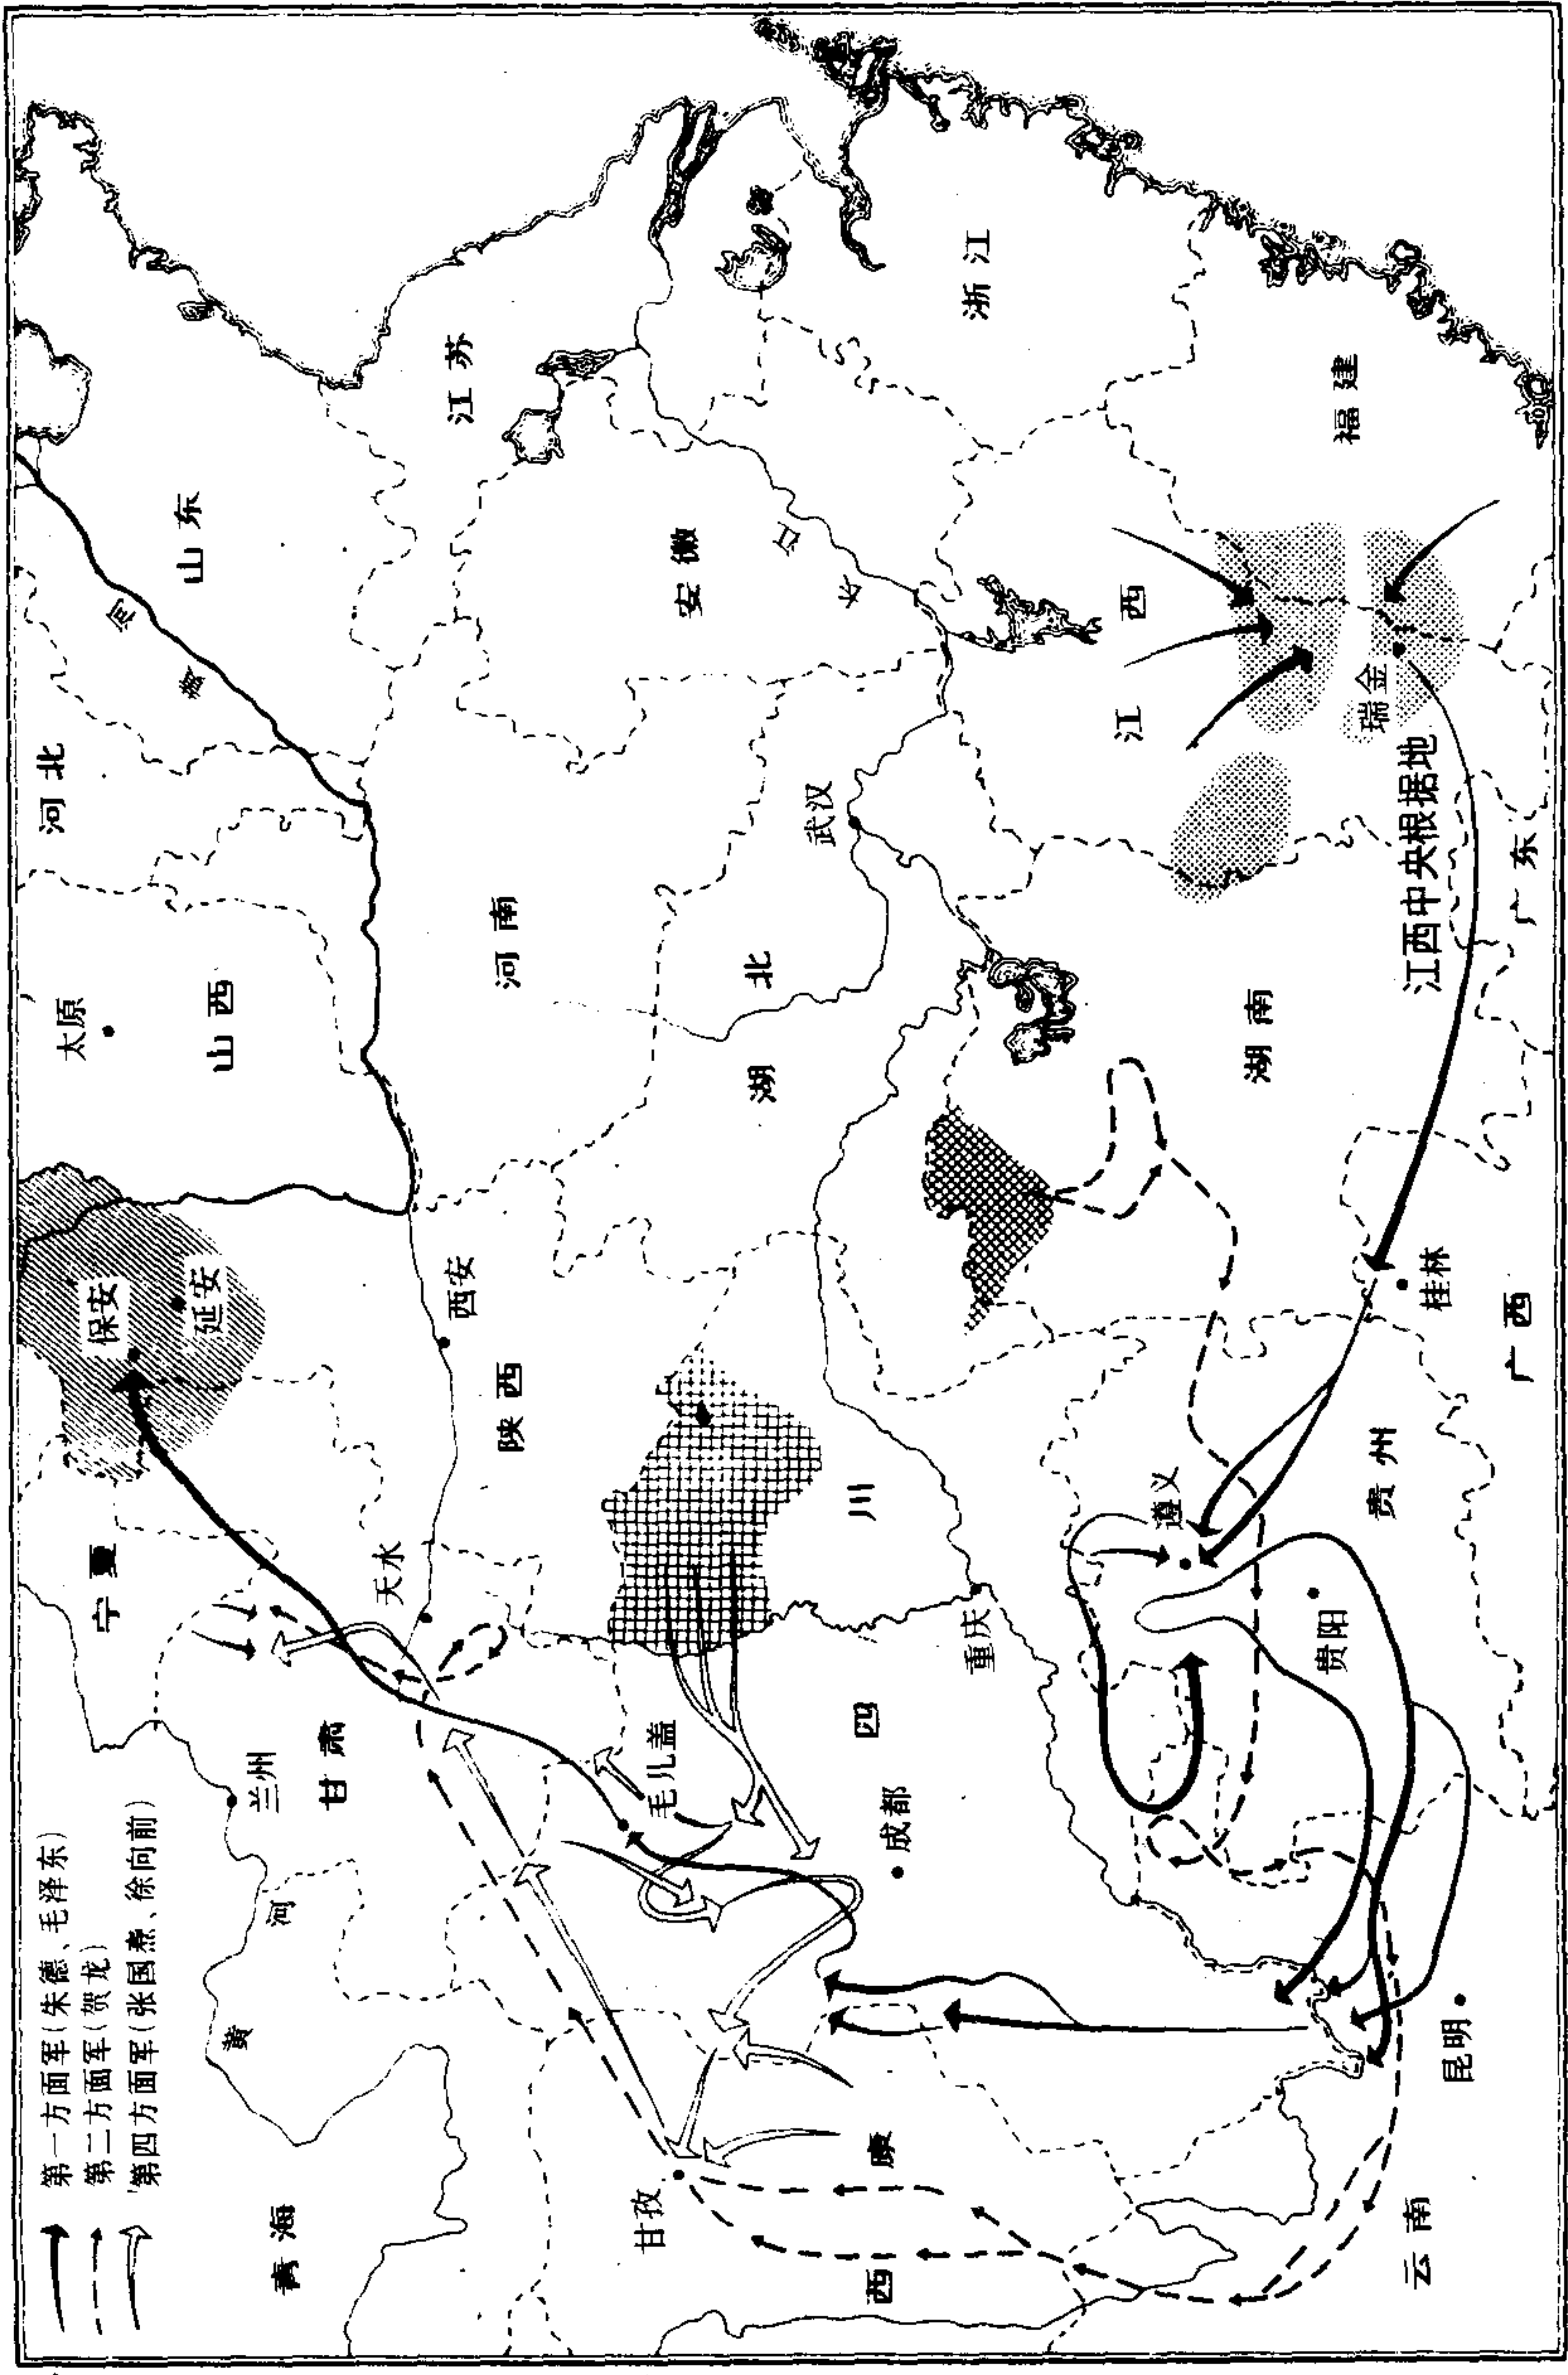 第一方面军(朱德、毛泽东)
第二方面军(贺龙)
第四方面军(张国焘、徐向前)
青海
黄河
兰州
甘肃
宁夏
天水
保安
延安
太原
山西
河北
黄河
山东
西安
陕西
河南
江苏
安徽
长江
甘孜
西康
毛儿盖
成都
四川
重庆
湖北
武汉
浙江
江西
福建
瑞金
江西中央根据地
湖南
遵义
贵阳
贵州
桂林
广西
广东
昆明
云南